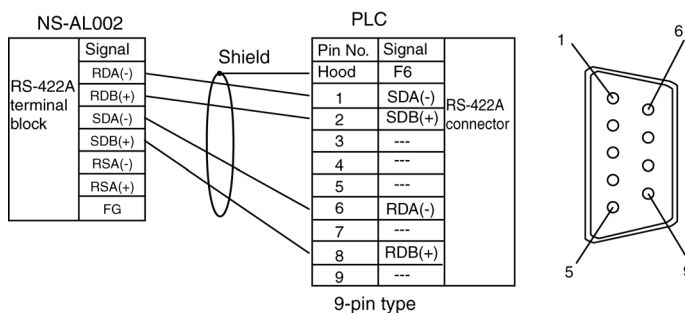 NS-AL002
PLC
RS-422A
terminal
block
Signal
RDA(-)
RDB(+)
SDA(-)
SDB(+)
RSA(-)
RSA(+)
FG
Shield
Pin No. Signal
Hood F6
1 SDA(-)
2 SDB(+)
3 ---
4 ---
5 ---
6 RDA(-)
7 ---
8 RDB(+)
9 ---
RS-422A
connector
9-pin type
1
6
5
9